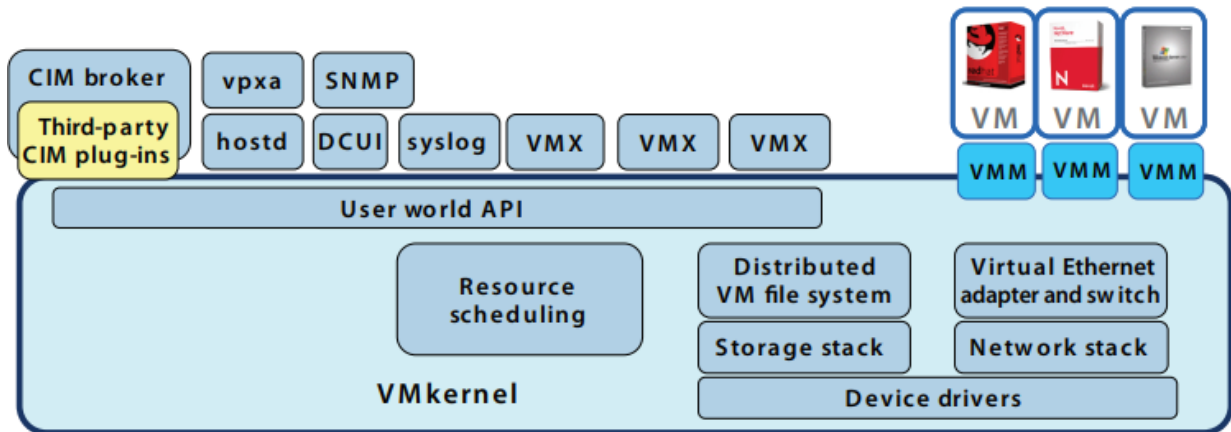 CIM broker
Third-party
CIM plug-ins
vpxa
SNMP
hostd
DCUI
syslog
VMX
VMX
VMX
redhat
N
VM
VM
VM
VMM
VMM
VMM
User world API
Resource
scheduling
Distributed
VM file system
Virtual Ethernet
adapter and switch
Storage stack
Network stack
VMkernel
Device drivers